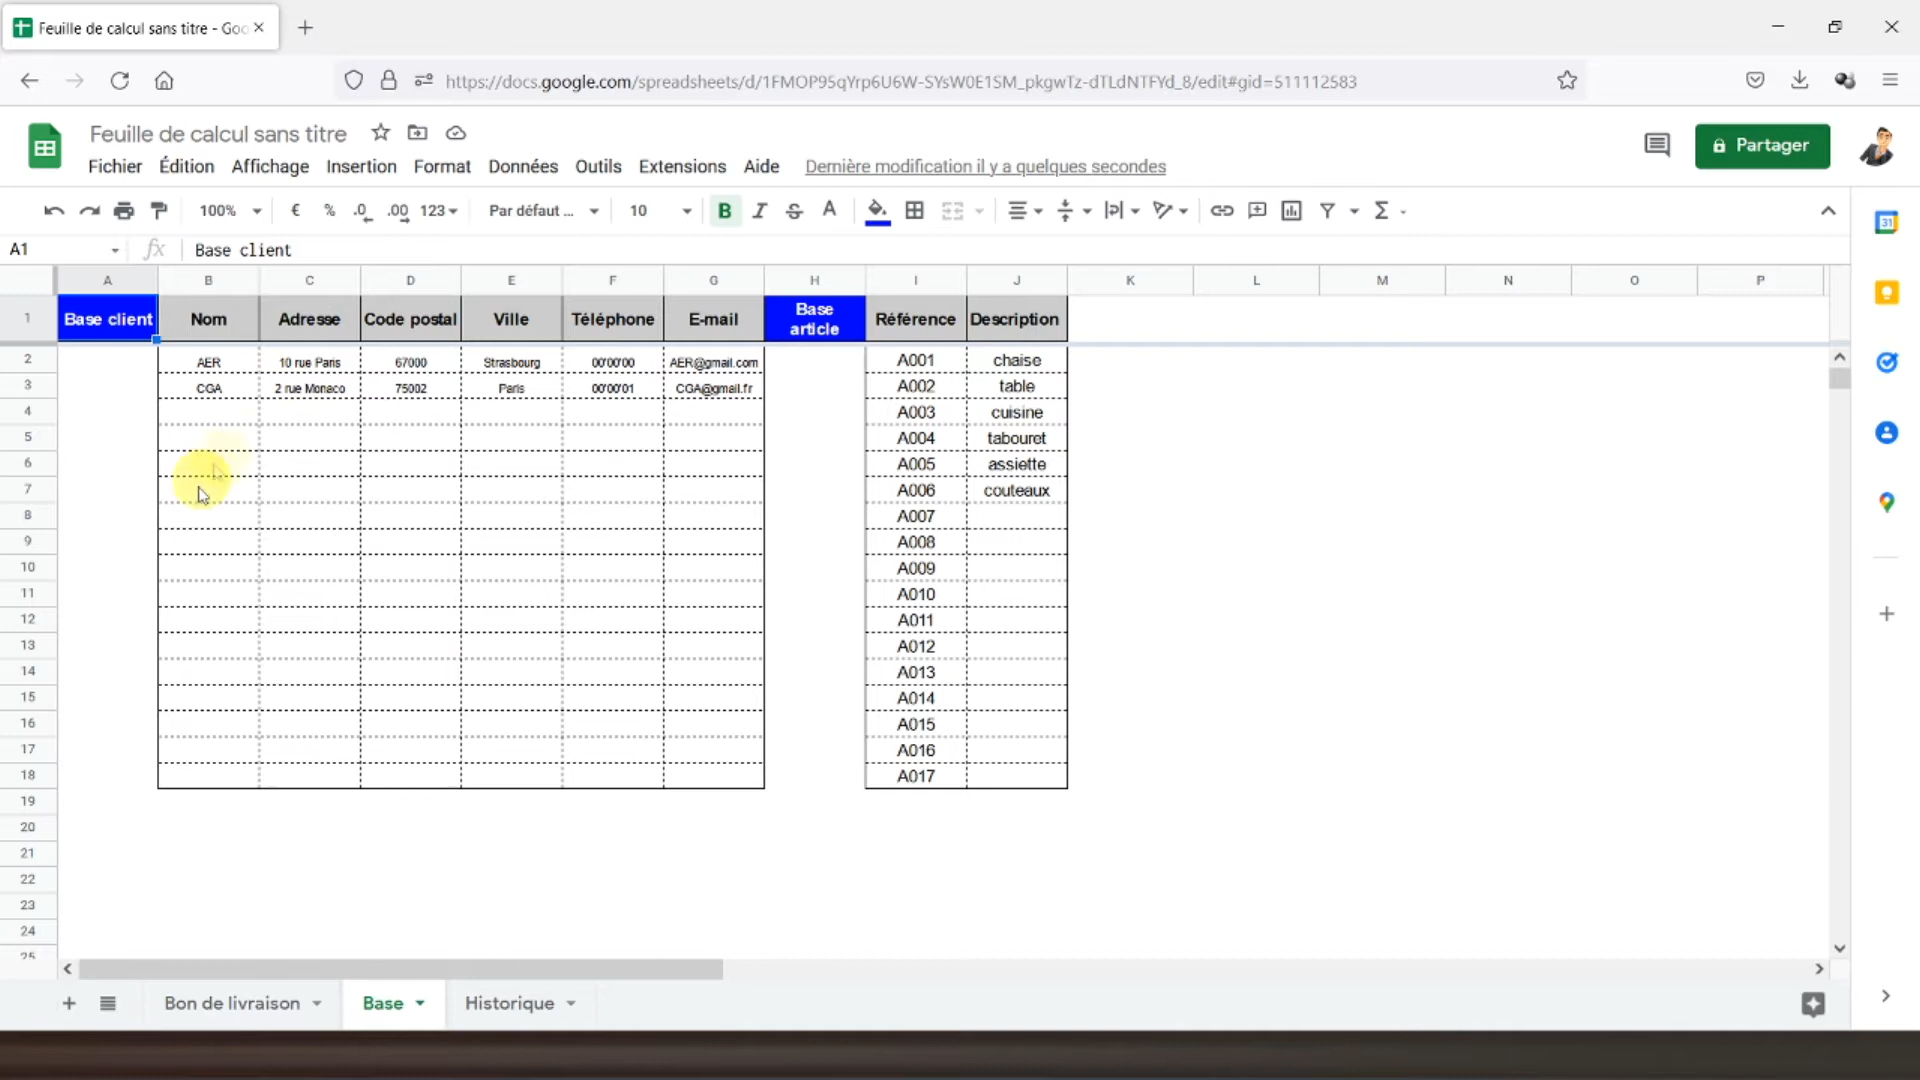 Feuille de calcul sans titre - Goo
https://docs.google.com/spreadsheets/d/1FMOP95qYrp6U6W-SYsW0E1SM_pkgwTz-dTLdNTFYd_8/edit#gid=511112583
Feuille de calcul sans titre
Fichier Édition Affichage Insertion Format Données Outils Extensions Aide Dernière modification il y a quelques secondes
Partager
100% € % .0 .00 123 Par défaut ... 10 B I S A Σ
31
A1 fx Base client
A B C D E F G H I J K L M N O P
1 Base client Nom Adresse Code postal Ville Téléphone E-mail Base article Référence Description
2 AER 10 rue Paris 67000 Strasbourg 00'00'00 AER@gmail.com A001 chaise
3 CGA 2 rue Monaco 75002 Paris 00'00'01 CGA@gmail.fr A002 table
4 A003 cuisine
5 A004 tabouret
6 A005 assiette
7 A006 couteaux
8 A007
9 A008
10 A009
11 A010
12 A011
13 A012
14 A013
15 A014
16 A015
17 A016
18 A017
19
20
21
22
23
24
25
Bon de livraison Base Historique